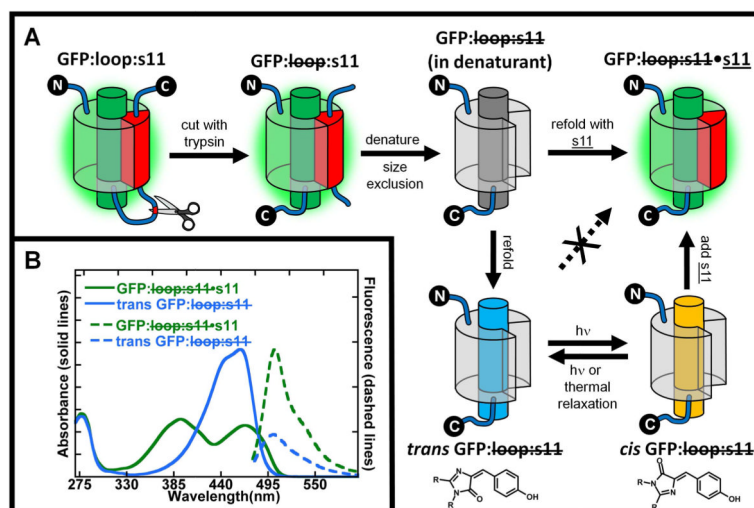 A
GFP:loop:s11
GFP:loop:s11
GFP:loop:s11
(in denaturant)
GFP:loop:s11•s11
N
C
N
N
N
cut with
trypsin
denature
size
exclusion
refold with
s11
C
C
C
refold
add s11
B
GFP:loop:s11•s11
trans GFP:loop:s11
GFP:loop:s11•s11
trans GFP:loop:s11
Absorbance (solid lines)
Fluorescence (dashed lines)
275 330 385 440 495 550
Wavelength(nm)
N
N
hν
hν or
thermal
relaxation
C
C
trans GFP:loop:s11
cis GFP:loop:s11
R
N
N
R
O
OH
O
R
N
N
R
OH